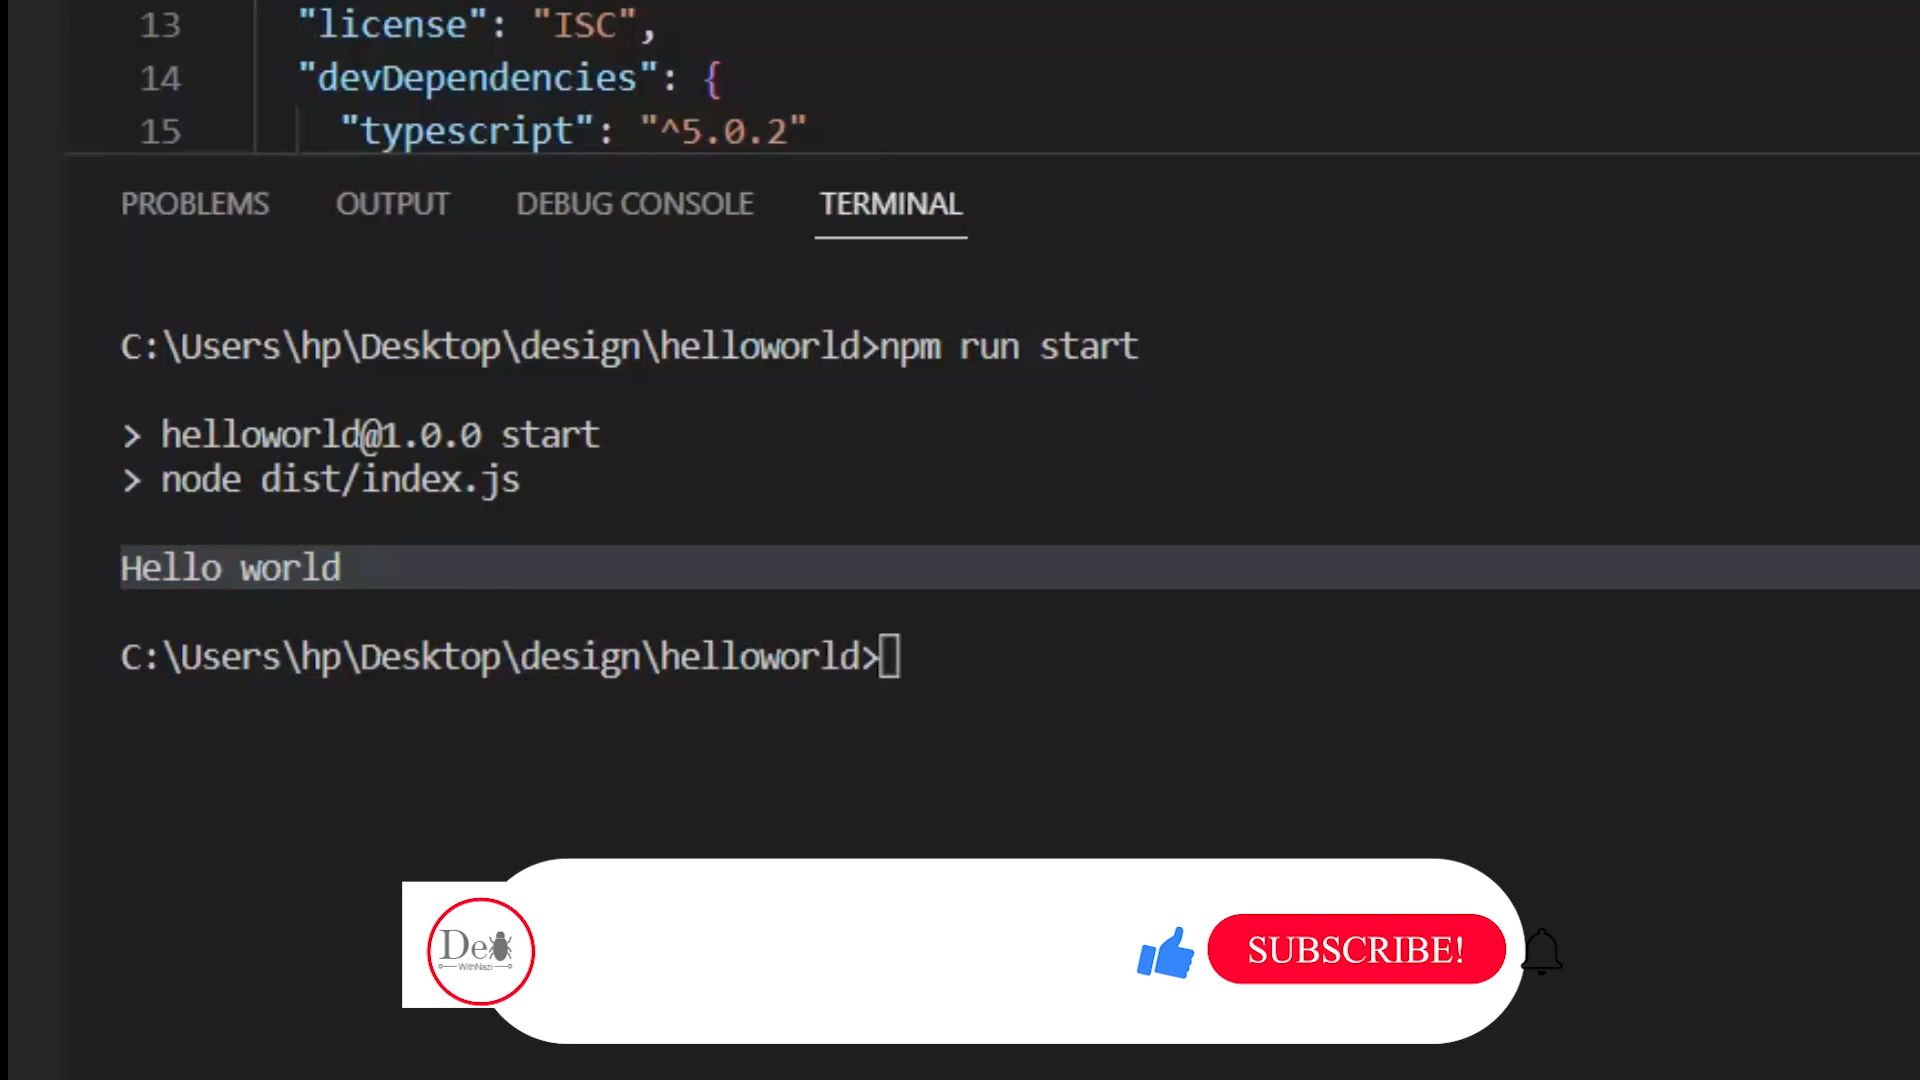 13 "license": "ISC",
14 "devDependencies": {
15 "typescript": "^5.0.2"
PROBLEMS OUTPUT DEBUG CONSOLE TERMINAL
C:\Users\hp\Desktop\design\helloworld>npm run start
> helloworld@1.0.0 start
> node dist/index.js
Hello world
C:\Users\hp\Desktop\design\helloworld>
De
WithNazi
SUBSCRIBE!